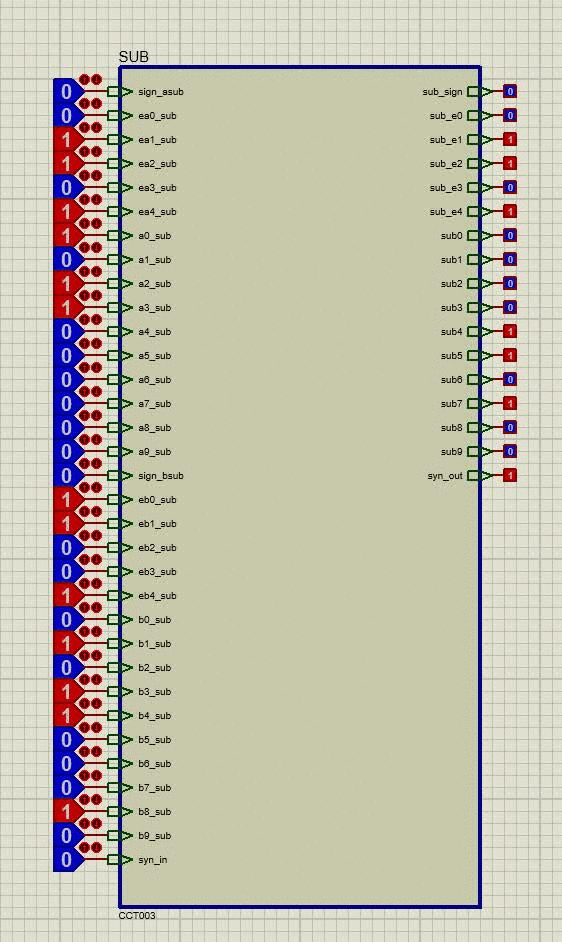 SUB
0 sign_asub sub_sign 0
0 ea0_sub sub_e0 0
1 ea1_sub sub_e1 1
1 ea2_sub sub_e2 1
0 ea3_sub sub_e3 0
1 ea4_sub sub_e4 1
1 a0_sub sub0 0
0 a1_sub sub1 0
1 a2_sub sub2 0
1 a3_sub sub3 0
0 a4_sub sub4 1
0 a5_sub sub5 1
0 a6_sub sub6 0
0 a7_sub sub7 1
0 a8_sub sub8 0
0 a9_sub sub9 0
0 sign_bsub syn_out 1
1 eb0_sub
1 eb1_sub
0 eb2_sub
0 eb3_sub
1 eb4_sub
0 b0_sub
1 b1_sub
0 b2_sub
1 b3_sub
1 b4_sub
0 b5_sub
0 b6_sub
0 b7_sub
1 b8_sub
0 b9_sub
0 syn_in
CCT003